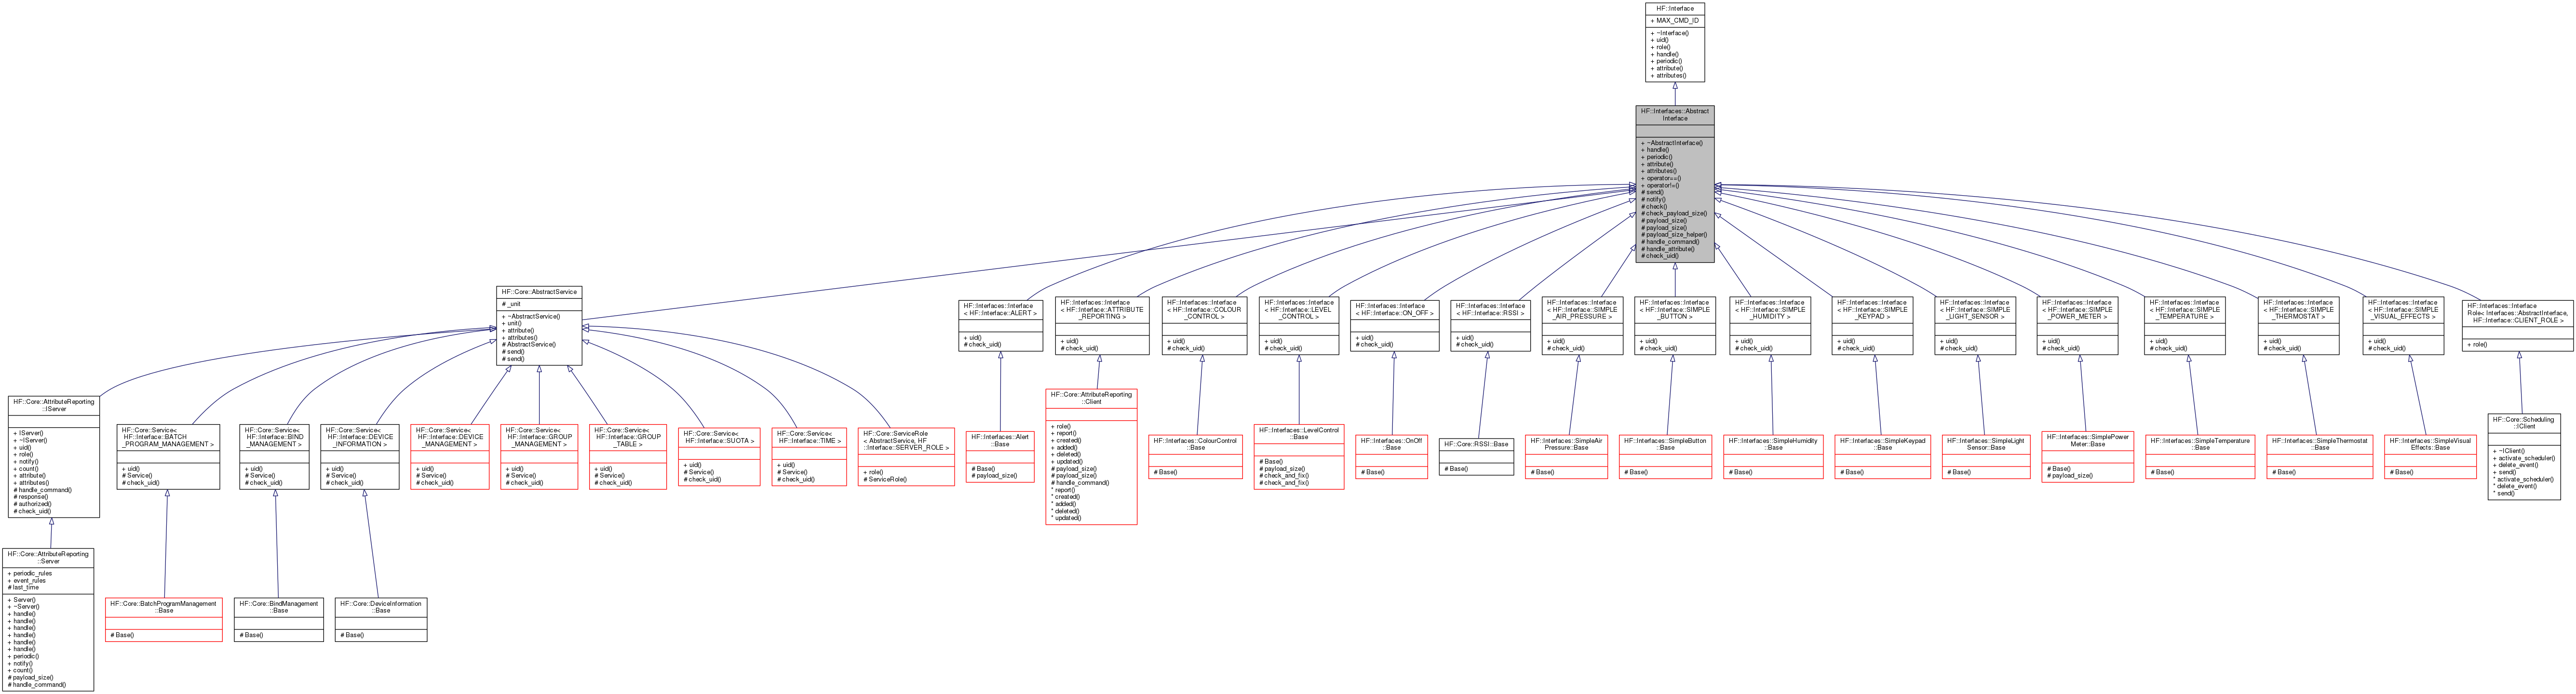 HF::Interface
+ MAX_CMD_ID
+ ~Interface()
+ uid()
+ role()
+ handle()
+ periodic()
+ attribute()
+ attributes()
HF::Interfaces::Abstract
Interface
+ ~AbstractInterface()
+ handle()
+ periodic()
+ attribute()
+ attributes()
+ operator==()
+ operator!=()
# send()
# notify()
# check()
# check_payload_size()
# payload_size()
# payload_size()
# payload_size_helper()
# handle_command()
# handle_attribute()
# check_uid()
HF::Core::AbstractService
# _unit
+ ~AbstractService()
+ unit()
+ attribute()
+ attributes()
# AbstractService()
# send()
# send()
HF::Interfaces::Interface
< HF::Interface::ALERT >
+ uid()
# check_uid()
HF::Interfaces::Interface
< HF::Interface::ATTRIBUTE
_REPORTING >
+ uid()
# check_uid()
HF::Interfaces::Interface
< HF::Interface::COLOUR
_CONTROL >
+ uid()
# check_uid()
HF::Interfaces::Interface
< HF::Interface::LEVEL
_CONTROL >
+ uid()
# check_uid()
HF::Interfaces::Interface
< HF::Interface::ON_OFF >
+ uid()
# check_uid()
HF::Interfaces::Interface
< HF::Interface::RSSI >
+ uid()
# check_uid()
HF::Interfaces::Interface
< HF::Interface::SIMPLE
_AIR_PRESSURE >
+ uid()
# check_uid()
HF::Interfaces::Interface
< HF::Interface::SIMPLE
_BUTTON >
+ uid()
# check_uid()
HF::Interfaces::Interface
< HF::Interface::SIMPLE
_HUMIDITY >
+ uid()
# check_uid()
HF::Interfaces::Interface
< HF::Interface::SIMPLE
_KEYPAD >
+ uid()
# check_uid()
HF::Interfaces::Interface
< HF::Interface::SIMPLE
_LIGHT_SENSOR >
+ uid()
# check_uid()
HF::Interfaces::Interface
< HF::Interface::SIMPLE
_POWER_METER >
+ uid()
# check_uid()
HF::Interfaces::Interface
< HF::Interface::SIMPLE
_TEMPERATURE >
+ uid()
# check_uid()
HF::Interfaces::Interface
< HF::Interface::SIMPLE
_THERMOSTAT >
+ uid()
# check_uid()
HF::Interfaces::Interface
< HF::Interface::SIMPLE
_VISUAL_EFFECTS >
+ uid()
# check_uid()
HF::Interfaces::Interface
Role< Interfaces::AbstractInterface,
HF::Interface::CLIENT_ROLE >
+ role()
HF::Core::AttributeReporting
::IServer
+ IServer()
+ ~IServer()
+ uid()
+ role()
+ notify()
+ count()
+ attribute()
+ attributes()
# handle_command()
# response()
# authorized()
# check_uid()
HF::Core::Service<
HF::Interface::BATCH
_PROGRAM_MANAGEMENT >
+ uid()
# Service()
# check_uid()
HF::Core::Service<
HF::Interface::BIND
_MANAGEMENT >
+ uid()
# Service()
# check_uid()
HF::Core::Service<
HF::Interface::DEVICE
_INFORMATION >
+ uid()
# Service()
# check_uid()
HF::Core::Service<
HF::Interface::DEVICE
_MANAGEMENT >
+ uid()
# Service()
# check_uid()
HF::Core::Service<
HF::Interface::GROUP
_MANAGEMENT >
+ uid()
# Service()
# check_uid()
HF::Core::Service<
HF::Interface::GROUP
_TABLE >
+ uid()
# Service()
# check_uid()
HF::Core::Service<
HF::Interface::SUOTA >
+ uid()
# Service()
# check_uid()
HF::Core::Service<
HF::Interface::TIME >
+ uid()
# Service()
# check_uid()
HF::Core::ServiceRole
< AbstractService, HF
::Interface::SERVER_ROLE >
+ role()
# ServiceRole()
HF::Interfaces::Alert
::Base
# Base()
# payload_size()
HF::Core::AttributeReporting
::Client
+ role()
+ report()
+ created()
+ added()
+ deleted()
+ updated()
# payload_size()
# payload_size()
# handle_command()
* report()
* created()
* added()
* deleted()
* updated()
HF::Interfaces::ColourControl
::Base
# Base()
HF::Interfaces::LevelControl
::Base
# Base()
# payload_size()
# check_and_fix()
# check_and_fix()
HF::Interfaces::OnOff
::Base
# Base()
HF::Core::RSSI::Base
# Base()
HF::Interfaces::SimpleAir
Pressure::Base
# Base()
HF::Interfaces::SimpleButton
::Base
# Base()
HF::Interfaces::SimpleHumidity
::Base
# Base()
HF::Interfaces::SimpleKeypad
::Base
# Base()
HF::Interfaces::SimpleLight
Sensor::Base
# Base()
HF::Interfaces::SimplePower
Meter::Base
# Base()
# payload_size()
HF::Interfaces::SimpleTemperature
::Base
# Base()
HF::Interfaces::SimpleThermostat
::Base
# Base()
HF::Interfaces::SimpleVisual
Effects::Base
# Base()
HF::Core::Scheduling
::IClient
+ ~IClient()
+ activate_scheduler()
+ delete_event()
+ send()
* activate_scheduler()
* delete_event()
* send()
HF::Core::AttributeReporting
::Server
+ periodic_rules
+ event_rules
# last_time
+ Server()
+ ~Server()
+ handle()
+ handle()
+ handle()
+ handle()
+ handle()
+ handle()
+ periodic()
+ notify()
+ count()
# payload_size()
# handle_command()
HF::Core::BatchProgramManagement
::Base
# Base()
HF::Core::BindManagement
::Base
# Base()
HF::Core::DeviceInformation
::Base
# Base()